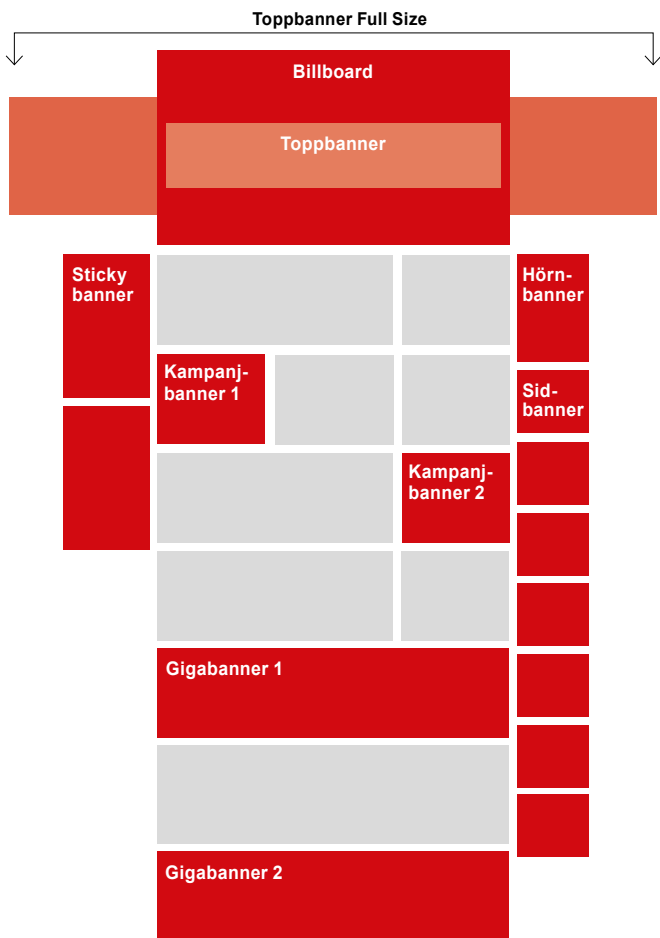 Toppbanner Full Size
Billboard
Toppbanner
Sticky
banner
Hörn-
banner
Kampanj-
banner 1
Sid-
banner
Kampanj-
banner 2
Gigabanner 1
Gigabanner 2